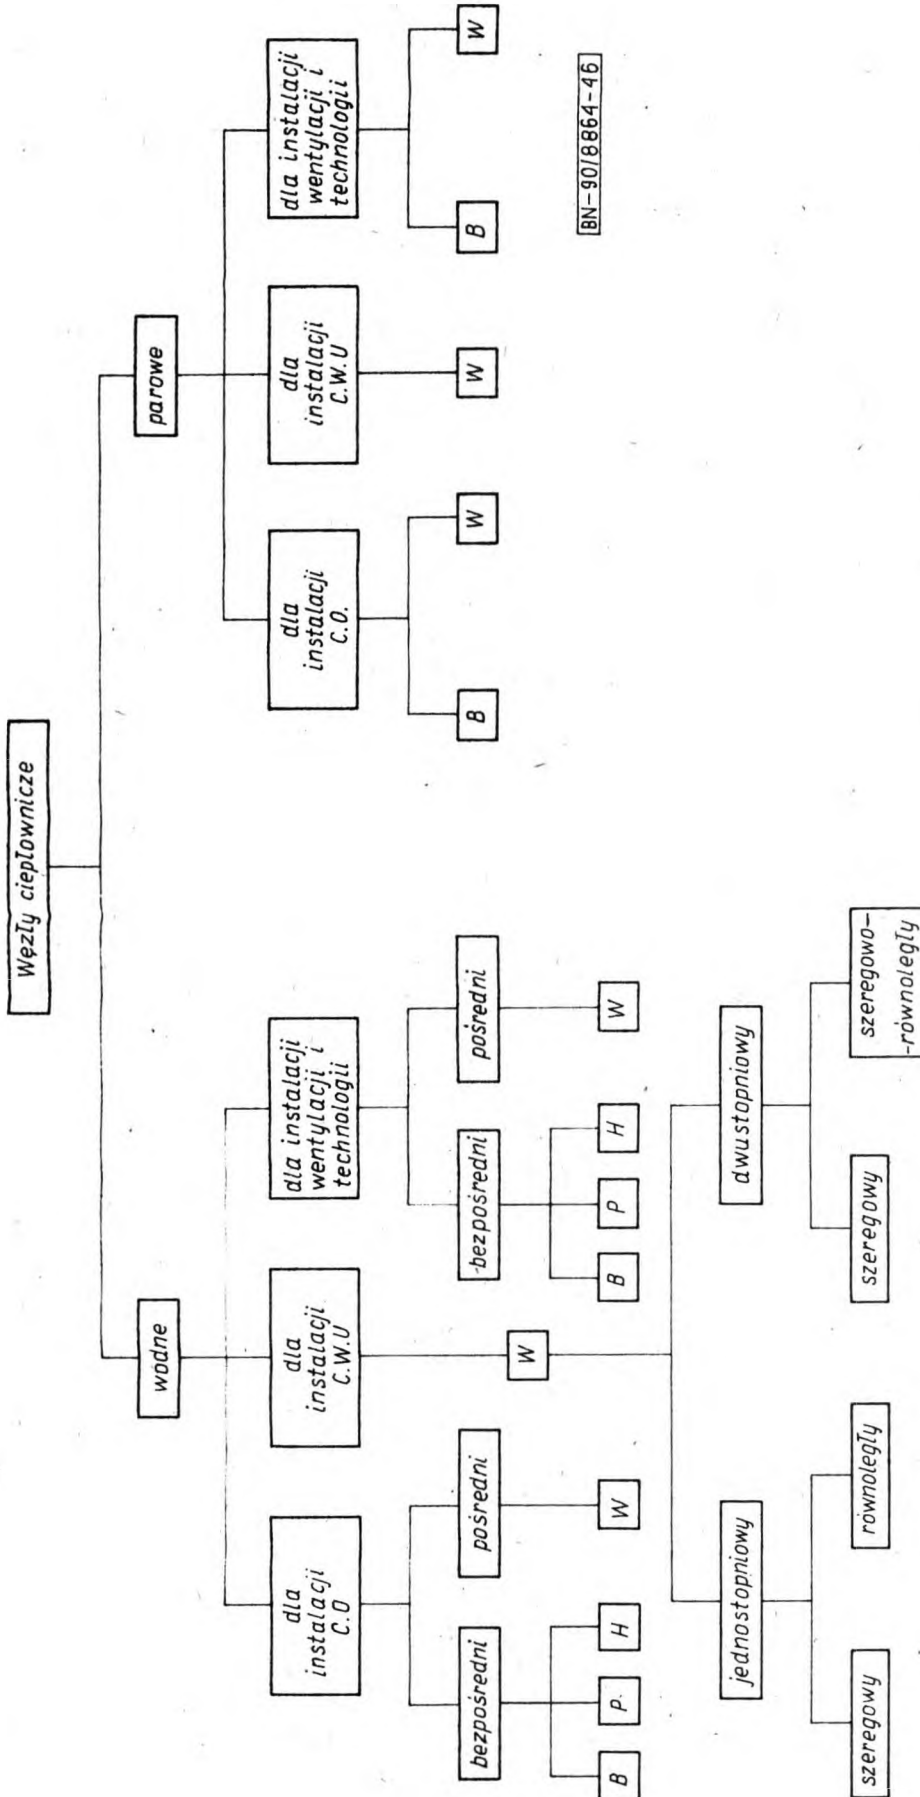 Węzły ciepłownicze
wodne
parowe
dla
instalacji
C.O
dla
instalacji
C.W.U
dla instalacji
wentylacji i
technologii
dla
instalacji
C.O.
dla
instalacji
C.W.U
dla instalacji
wentylacji i
technologii
bezpośredni
pośredni
-bezpośredni
pośredni
B
W
W
B
W
W
B
P.
H
W
B
P
H
W
BN-90/8864-46
jednostopniowy
dwustopniowy
szeregowy
równoległy
szeregowy
szeregowo-
-równoległy